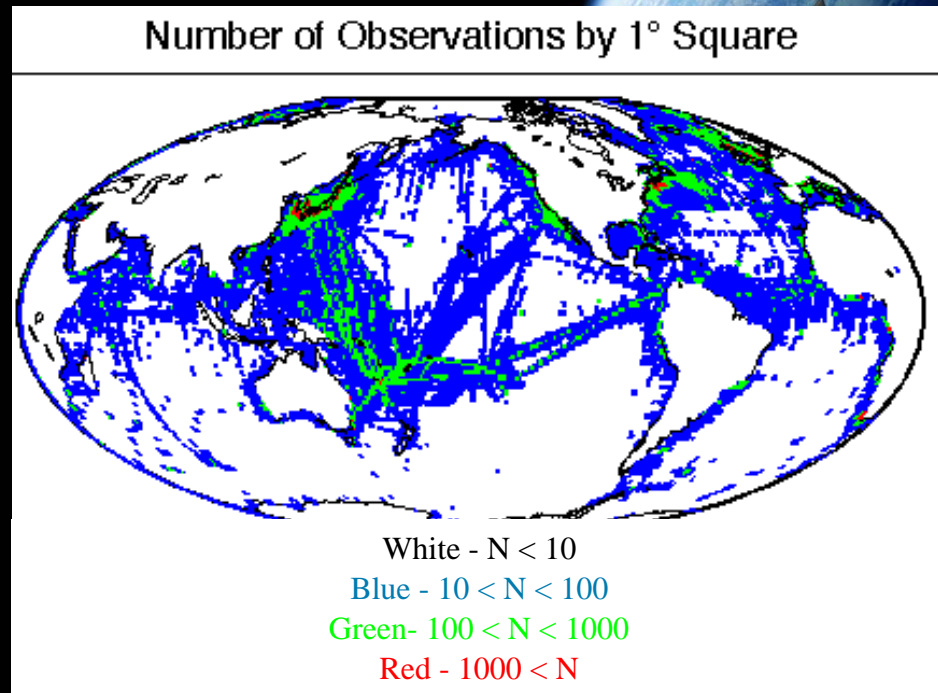 Number of Observations by 1° Square
White - N < 10
Blue - 10 < N < 100
Green- 100 < N < 1000
Red - 1000 < N